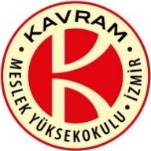 • KAVRAM •
MESLEK YÜKSEKOKULU • İZMİR